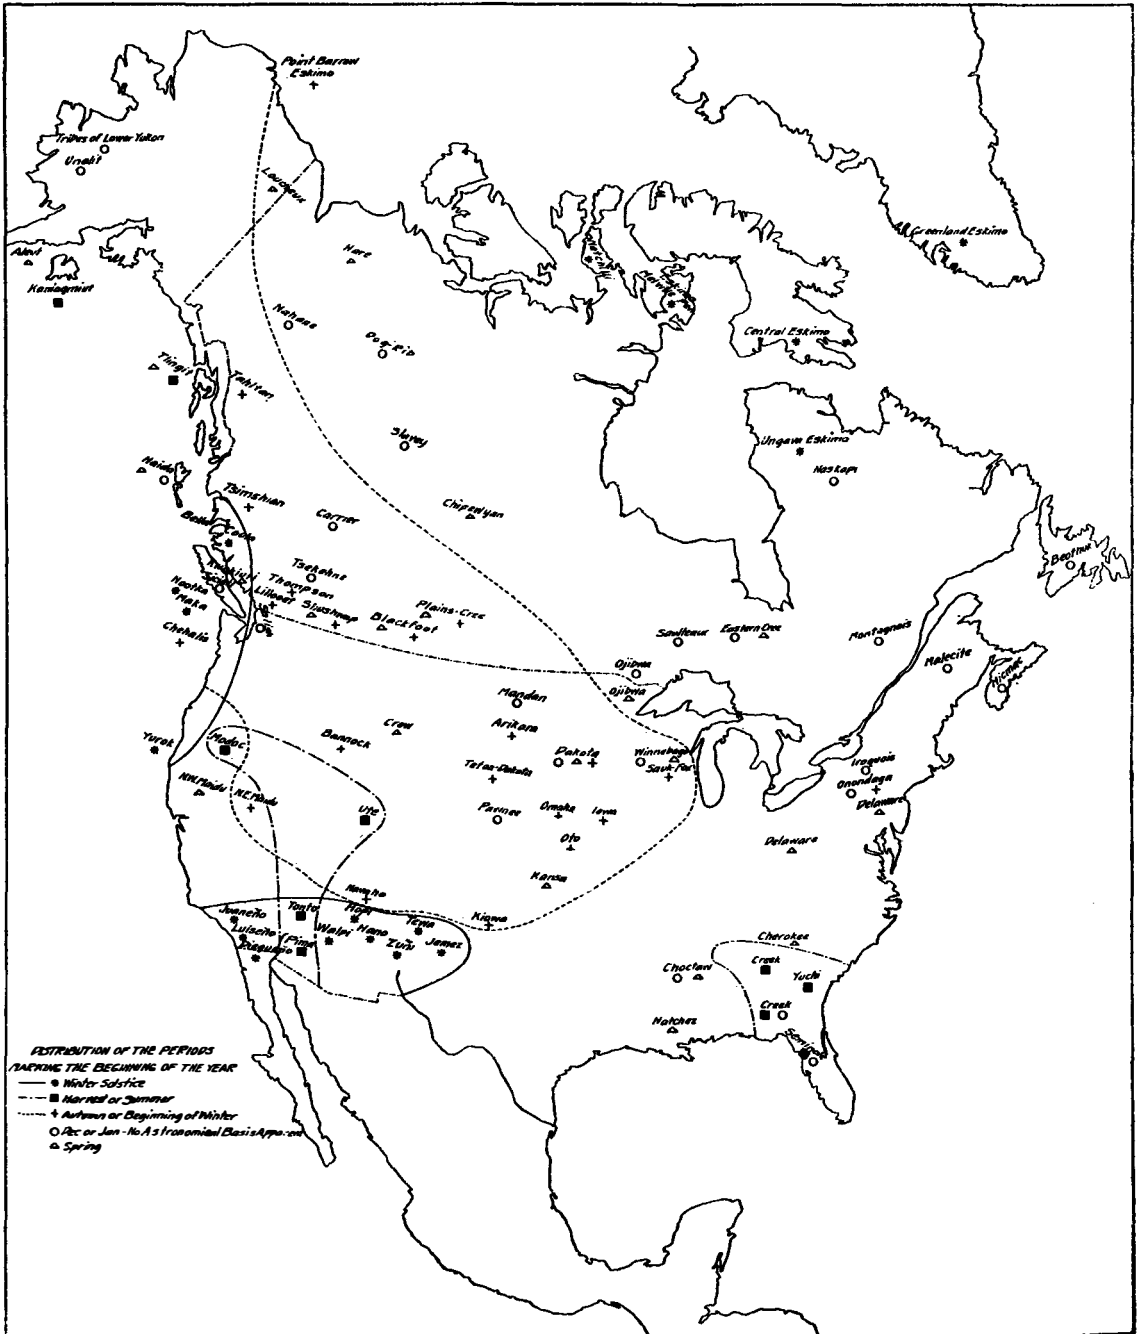 Point Barrow
Eskimo
Tribes of Lower Yukon
Unalit
Loucheux
Greenland Eskimo
Hare
Aleut
Kaniagmiut
Nahane
Dog-Rib
Central Eskimo
Tlingit
Tahltan
Slavey
Ungava Eskimo
Naskapi
Haida
Tsimshian
Chipewyan
Carrier
Bella Coola
Beothuk
Tsekehne
Thompson
Kwakiutl
Nootka
Lillooet
Maka
Shushwap
Plains-Cree
Blackfoot
Chehalis
Saulteaux
Eastern Cree
Montagnais
Malecite
Micmac
Ojibwa
Ojibwa
Mandan
Arikara
Crow
Yurok
Modoc
Bannock
Dakota
Winnebago
Sauk-Fox
Teton-Dakota
Iroquois
Onondaga
Delaware
N.W. Maidu
N.E. Maidu
Ute
Pawnee
Omaha
Iowa
Oto
Delaware
Kansa
Navaho
Kiowa
Juaneño
Yonto
Hopi
Tewa
Luiseño
Walpi
Hano
Diegueño
Pima
Zuñi
Jemez
Cherokee
Choctaw
Creek
Yuchi
Creek
Natchez
Seminole
DISTRIBUTION OF THE PERIODS
MARKING THE BEGINNING OF THE YEAR
Winter Solstice
Harvest or Summer
Autumn or Beginning of Winter
Dec or Jan - No Astronomical Basis Apparent
Spring